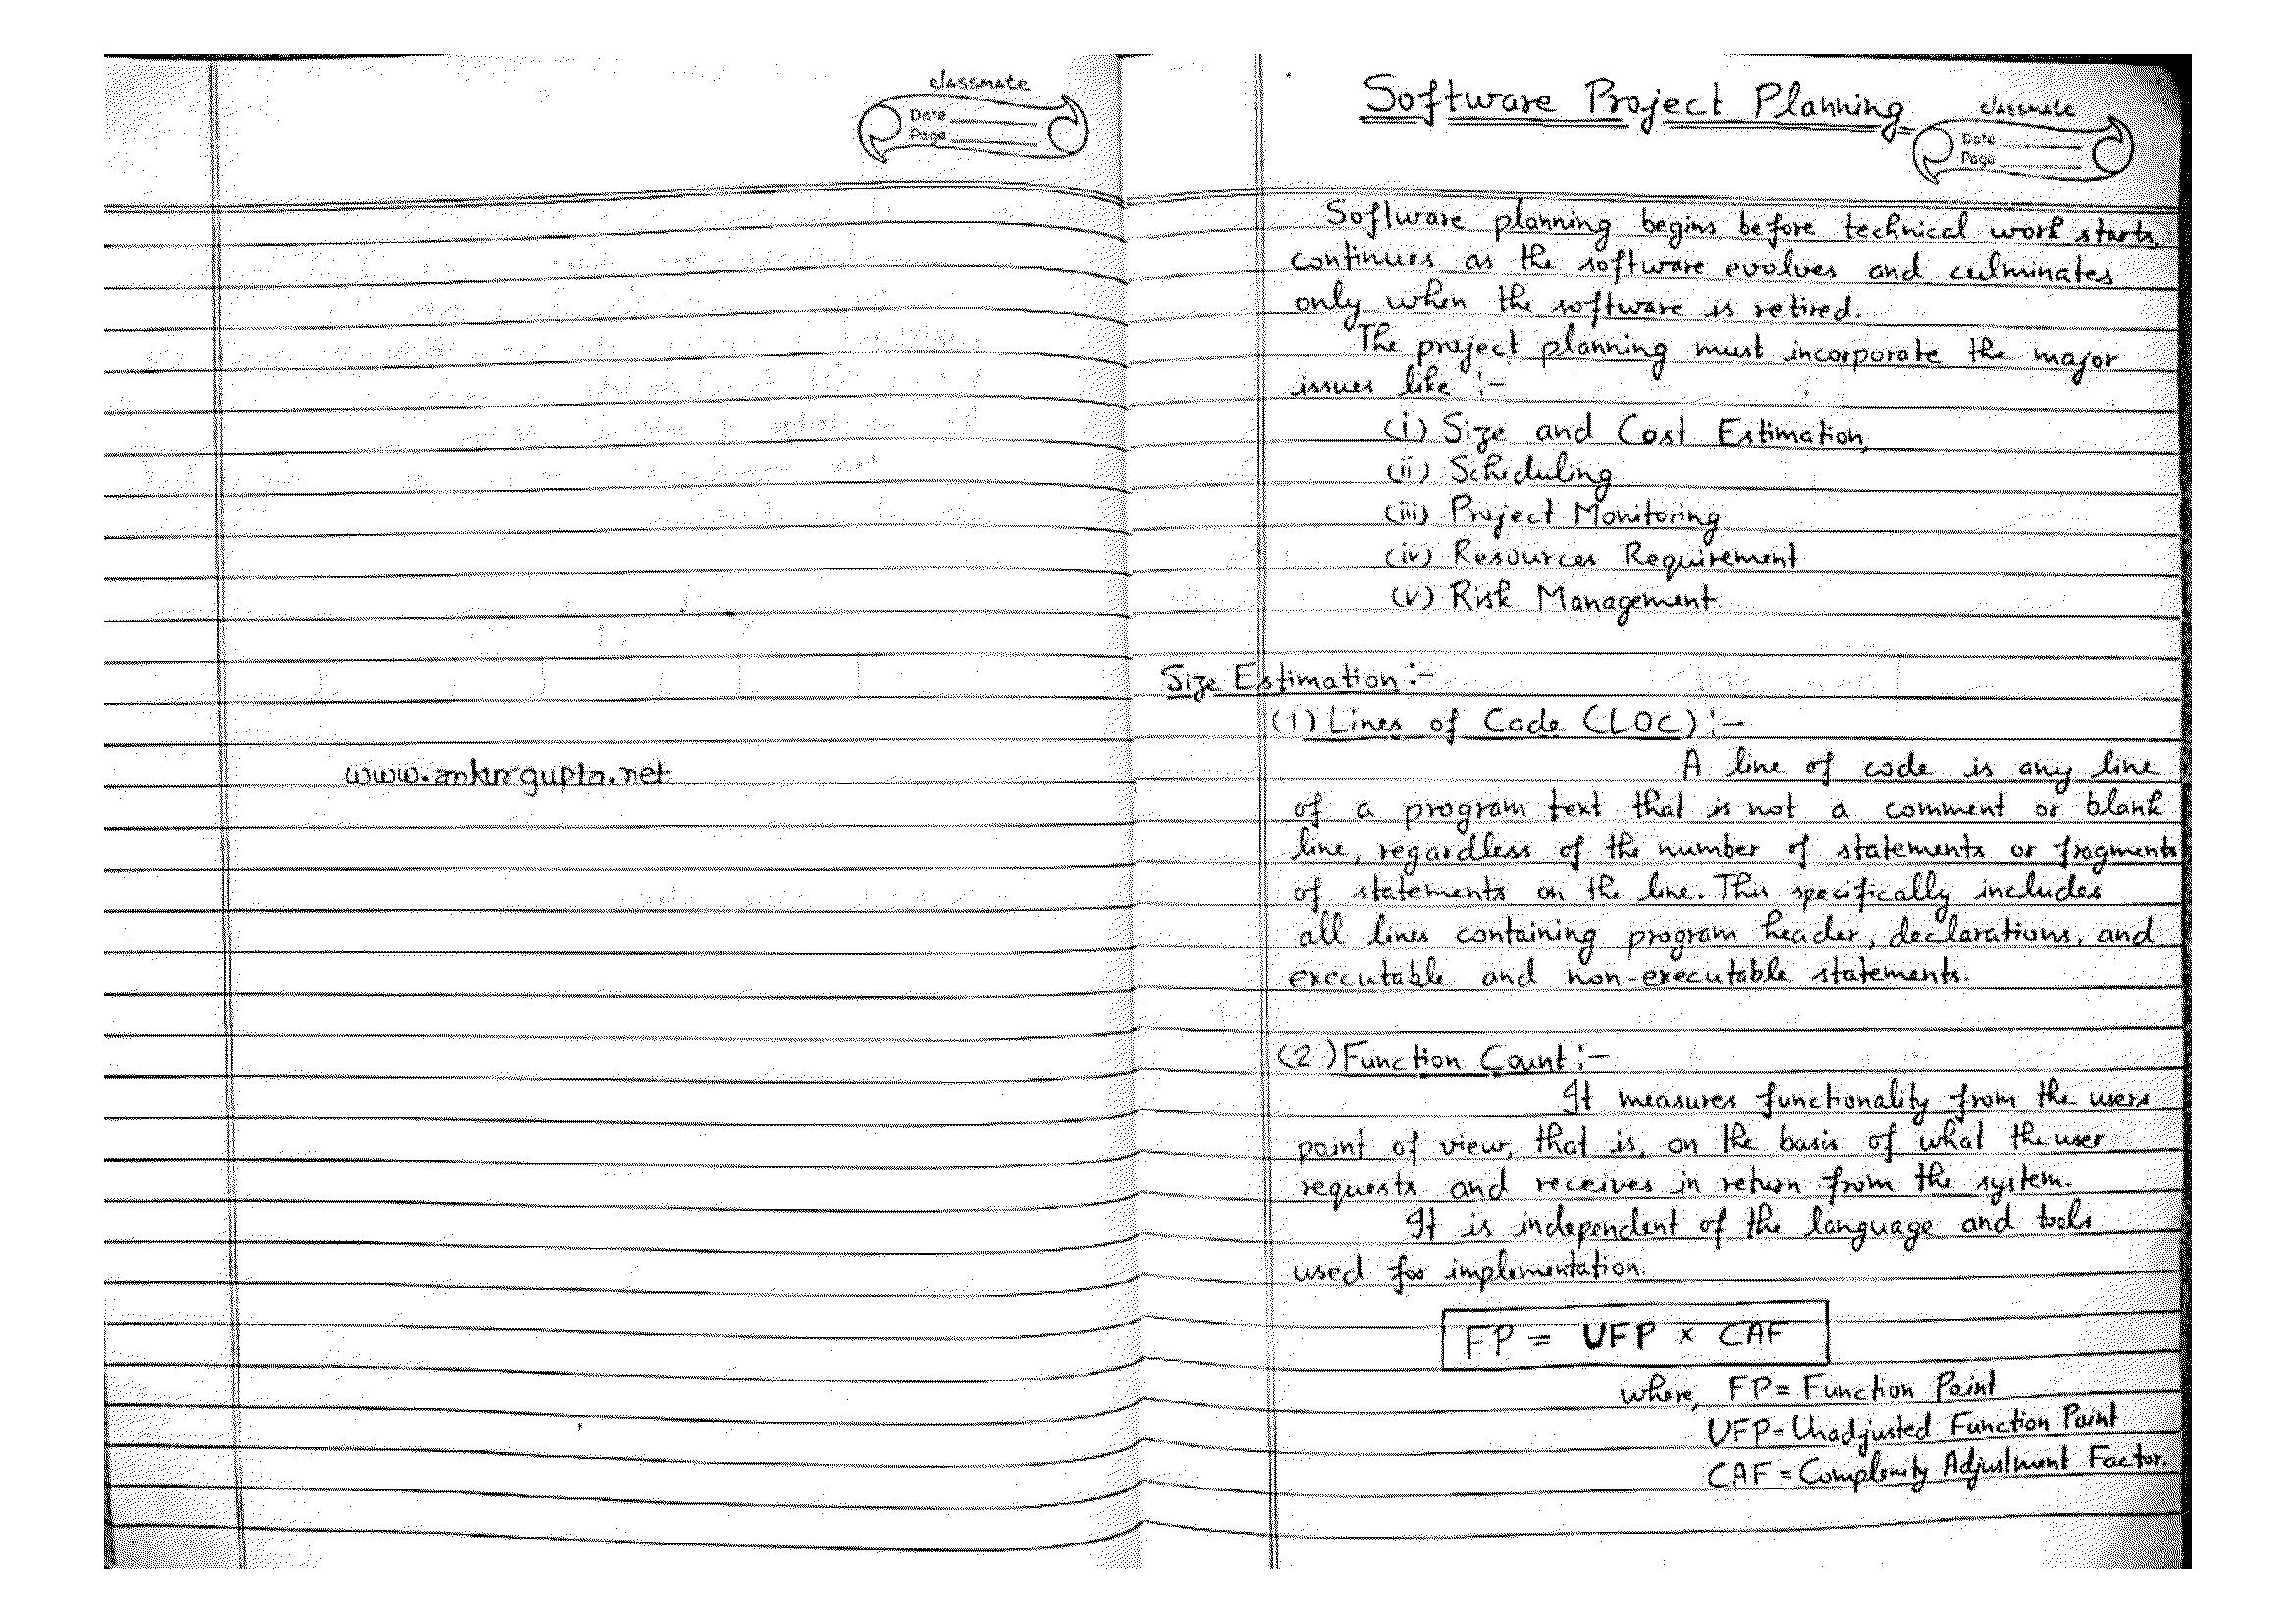 classmate
Date
Page
www.ankurgupta.net
Software Project Planning
classmate
Date
Page
Software planning begins before technical work starts,
continues as the software evolves and culminates
only when the software is retired.
The project planning must incorporate the major
issues like :-
(i) Size and Cost Estimation,
(ii) Scheduling
(iii) Project Monitoring
(iv) Resources Requirement
(v) Risk Management.
Size Estimation :-
(1) Lines of Code (LOC) :-
A line of code is any line
of a program text that is not a comment or blank
line, regardless of the number of statements or fragments
of statements on the line. This specifically includes
all lines containing program header, declarations, and
executable and non-executable statements.
(2) Function Count :-
It measures functionality from the users
point of view, that is, on the basis of what the user
requests and receives in return from the system.
It is independent of the language and tools
used for implementation.
FP = UFP × CAF
where, FP = Function Point
UFP = Unadjusted Function Point
CAF = Complexity Adjustment Factor.